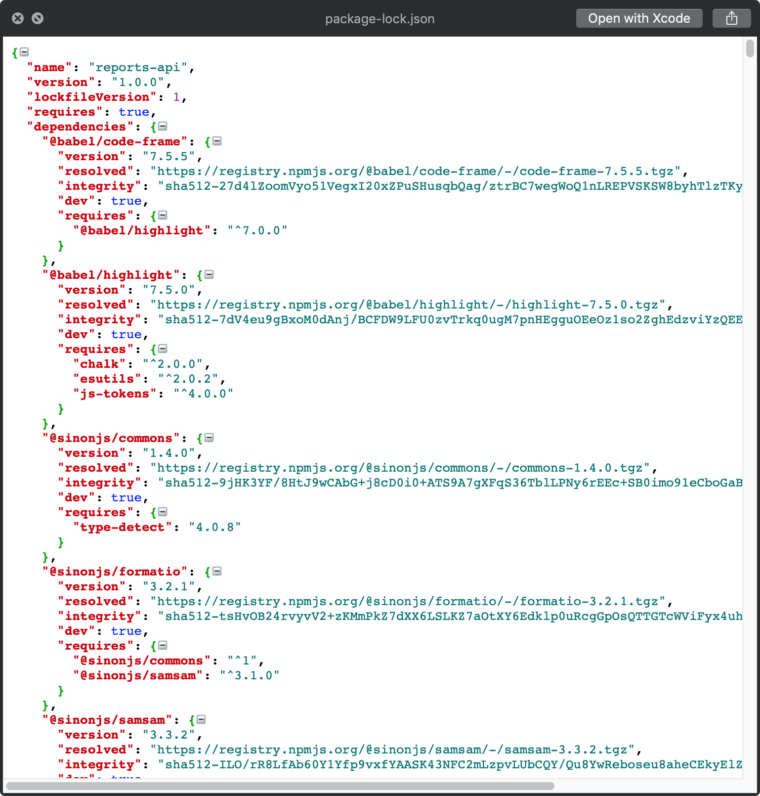 package-lock.json
Open with Xcode
{
"name": "reports-api",
"version": "1.0.0",
"lockfileVersion": 1,
"requires": true,
"dependencies": {
"@babel/code-frame": {
"version": "7.5.5",
"resolved": "https://registry.npmjs.org/@babel/code-frame/-/code-frame-7.5.5.tgz",
"integrity": "sha512-27d4lZoomVyo51VegxI20xZPuSHusqbQag/ztrBC7wegWoQ1nLREPVSKSW8byhTlzTKy
"dev": true,
"requires": {
"@babel/highlight": "^7.0.0"
}
},
"@babel/highlight": {
"version": "7.5.0",
"resolved": "https://registry.npmjs.org/@babel/highlight/-/highlight-7.5.0.tgz",
"integrity": "sha512-7dV4eu9gBxoM0dAnj/BCFDW9LFU0zvTrkq0ugM7pnHEgguOEeOz1so2ZghEdzviYzQEE
"dev": true,
"requires": {
"chalk": "^2.0.0",
"esutils": "^2.0.2",
"js-tokens": "^4.0.0"
}
},
"@sinonjs/commons": {
"version": "1.4.0",
"resolved": "https://registry.npmjs.org/@sinonjs/commons/-/commons-1.4.0.tgz",
"integrity": "sha512-9jHK3YF/8HtJ9wCAbG+j8cD0i0+ATS9A7gXFqS36TblLPNy6rEEc+SB0imo91eCboGaB
"dev": true,
"requires": {
"type-detect": "4.0.8"
}
},
"@sinonjs/formatio": {
"version": "3.2.1",
"resolved": "https://registry.npmjs.org/@sinonjs/formatio/-/formatio-3.2.1.tgz",
"integrity": "sha512-tsHvOB24rvyvV2+zKMmPkZ7dXX6LSLKZ7aOtXY6Edklp0uRcgGpOsQTTGTcWViFyx4uh
"dev": true,
"requires": {
"@sinonjs/commons": "^1",
"@sinonjs/samsam": "^3.1.0"
}
},
"@sinonjs/samsam": {
"version": "3.3.2",
"resolved": "https://registry.npmjs.org/@sinonjs/samsam/-/samsam-3.3.2.tgz",
"integrity": "sha512-ILO/rR8LfAb60Y1Yfp9vxfYAASK43NFC2mLzpvLUbCQY/Qu8YwReboseu8aheCEkyElZ
"dev": true,